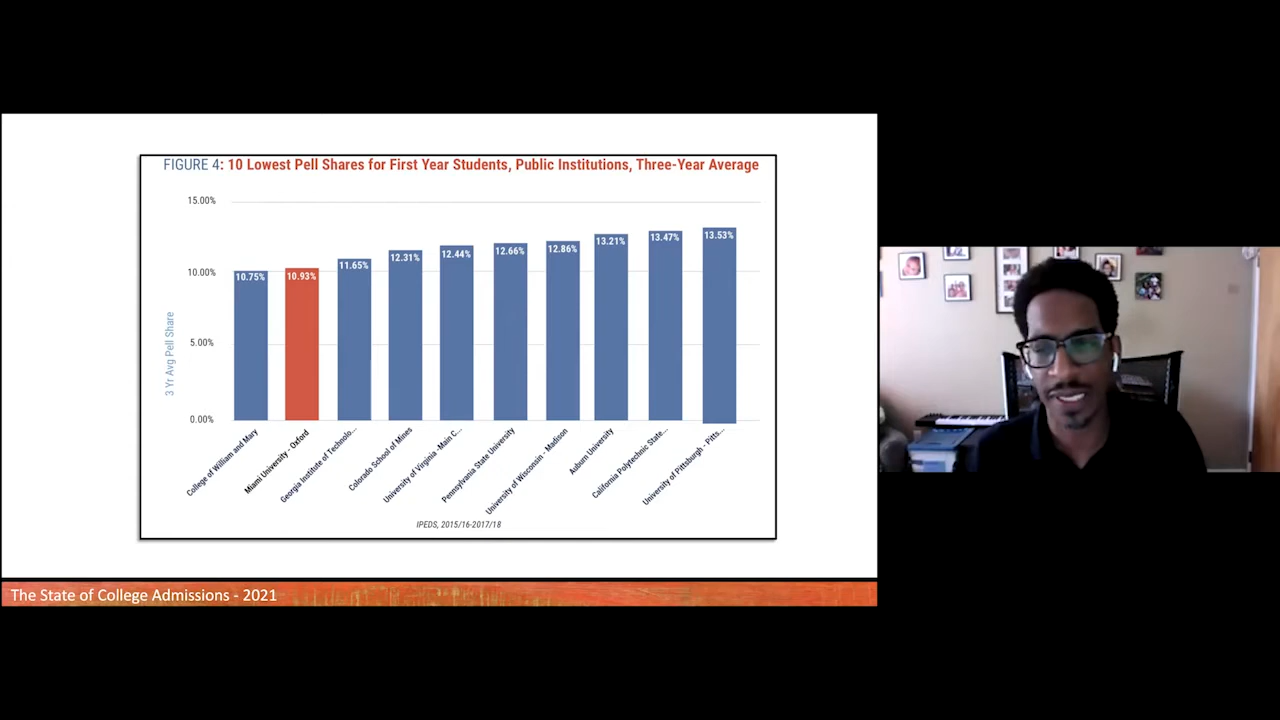 FIGURE 4: 10 Lowest Pell Shares for First Year Students, Public Institutions, Three-Year Average
15.00%
10.00%
5.00%
0.00%
3 Yr Avg Pell Share
10.75%
10.93%
11.65%
12.31%
12.44%
12.66%
12.86%
13.21%
13.47%
13.53%
College of William and Mary
Miami University - Oxford
Georgia Institute of Technolo...
Colorado School of Mines
University of Virginia -Main C...
Pennsylvania State University
University of Wisconsin - Madison
Auburn University
California Polytechnic State...
University of Pittsburgh - Pitts...
IPEDS, 2015/16-2017/18
The State of College Admissions - 2021